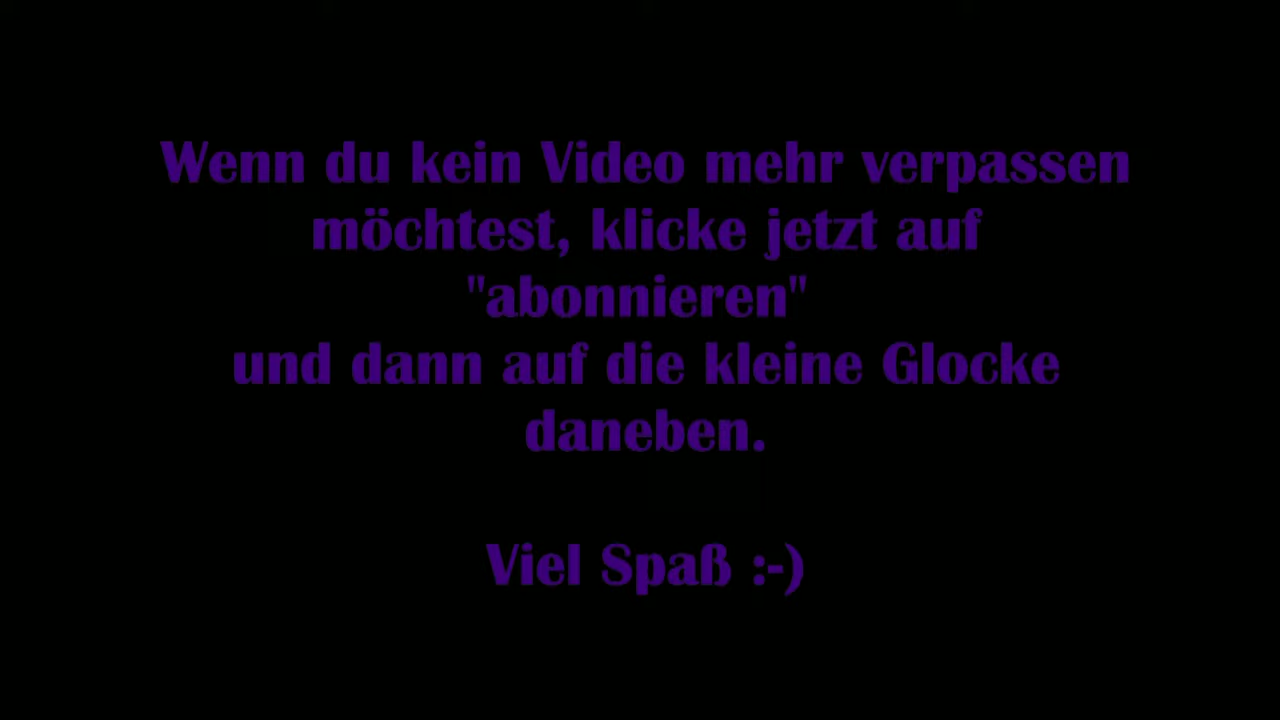 Wenn du kein Video mehr verpassen
möchtest, klicke jetzt auf
"abonnieren"
und dann auf die kleine Glocke
daneben.
Viel Spaß :-)